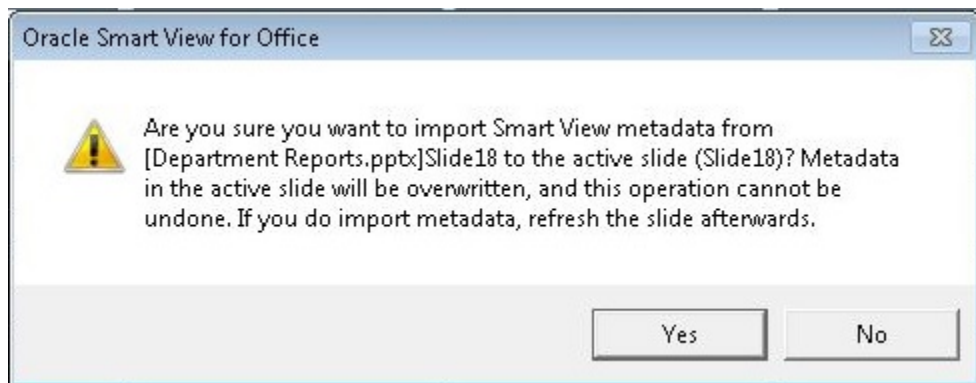 Oracle Smart View for Office
Are you sure you want to import Smart View metadata from
[Department Reports.pptx]Slide18 to the active slide (Slide18)? Metadata
in the active slide will be overwritten, and this operation cannot be
undone. If you do import metadata, refresh the slide afterwards.
Yes
No